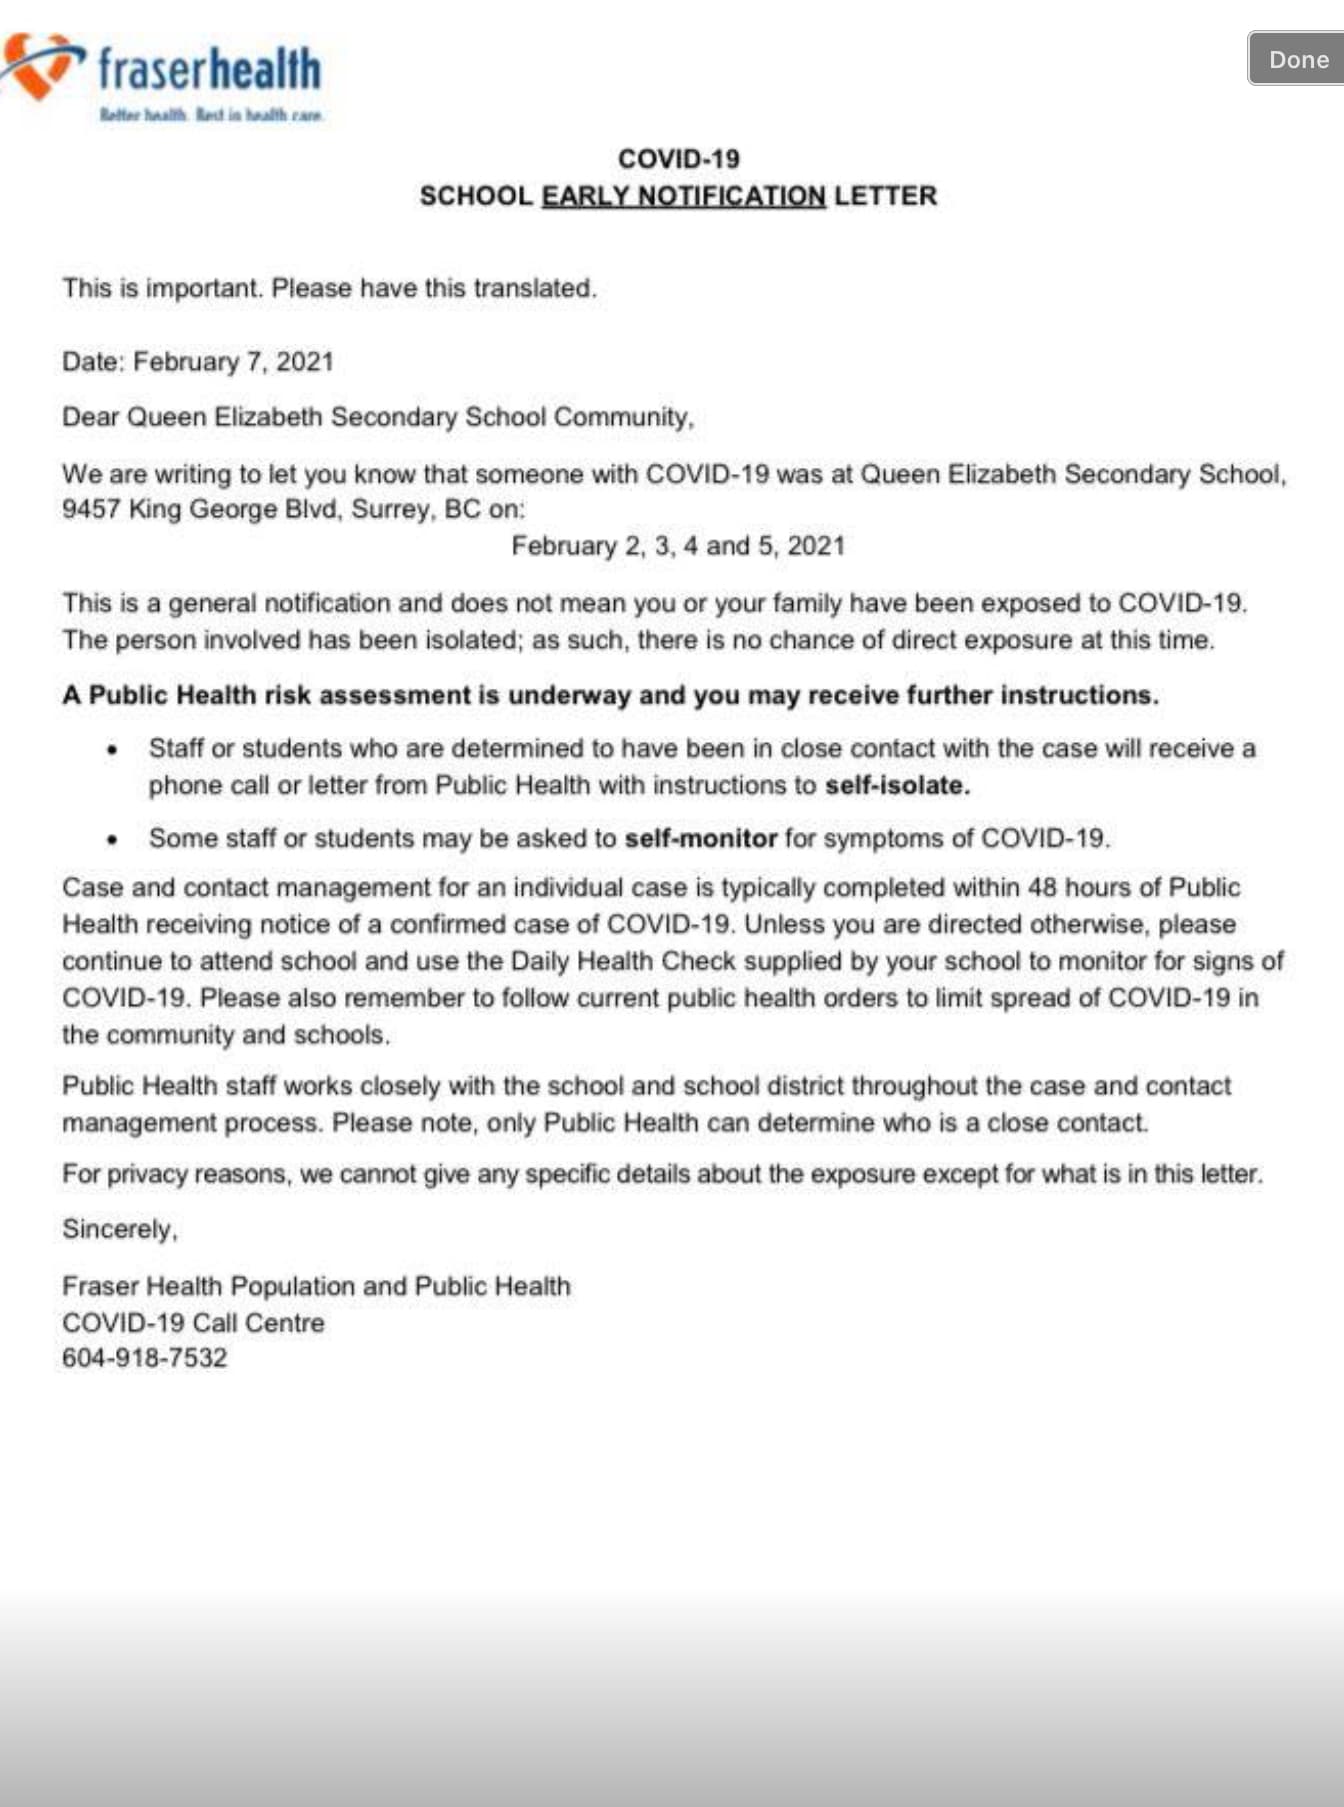 fraserhealth
Better health. Best in health care.
Done
COVID-19
SCHOOL EARLY NOTIFICATION LETTER
This is important. Please have this translated.
Date: February 7, 2021
Dear Queen Elizabeth Secondary School Community,
We are writing to let you know that someone with COVID-19 was at Queen Elizabeth Secondary School,
9457 King George Blvd, Surrey, BC on:
February 2, 3, 4 and 5, 2021
This is a general notification and does not mean you or your family have been exposed to COVID-19.
The person involved has been isolated; as such, there is no chance of direct exposure at this time.
A Public Health risk assessment is underway and you may receive further instructions.
• Staff or students who are determined to have been in close contact with the case will receive a
phone call or letter from Public Health with instructions to self-isolate.
• Some staff or students may be asked to self-monitor for symptoms of COVID-19.
Case and contact management for an individual case is typically completed within 48 hours of Public
Health receiving notice of a confirmed case of COVID-19. Unless you are directed otherwise, please
continue to attend school and use the Daily Health Check supplied by your school to monitor for signs of
COVID-19. Please also remember to follow current public health orders to limit spread of COVID-19 in
the community and schools.
Public Health staff works closely with the school and school district throughout the case and contact
management process. Please note, only Public Health can determine who is a close contact.
For privacy reasons, we cannot give any specific details about the exposure except for what is in this letter.
Sincerely,
Fraser Health Population and Public Health
COVID-19 Call Centre
604-918-7532